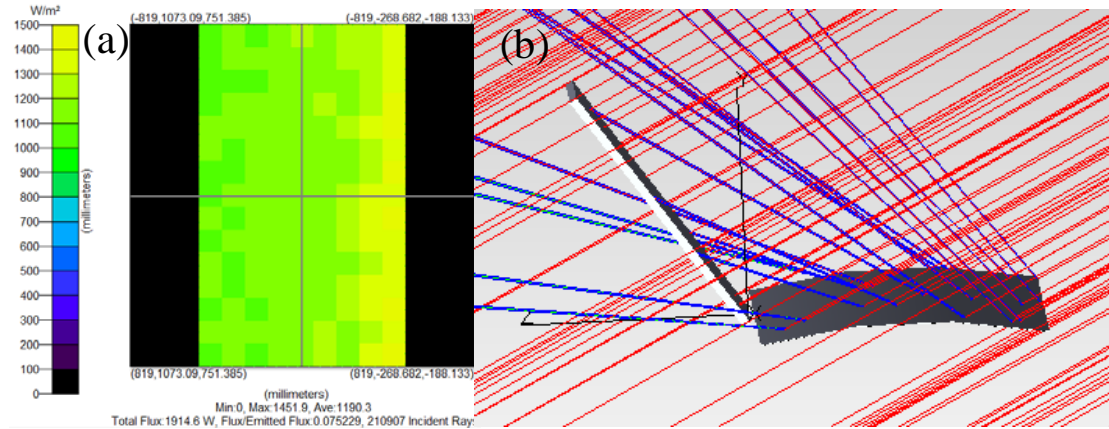 W/m²
(-819,1073.09,751.385)
(-819,-268.682,-188.133)
1500
1400
1300
1200
1100
1000
900
800
700
600
500
400
300
200
100
0
(millimeters)
(a)
(b)
(819,1073.09,751.385)
(819,-268.682,-188.133)
(millimeters)
Min:0, Max:1451.9, Ave:1190.3
Total Flux:1914.6 W, Flux/Emitted Flux:0.075229, 210907 Incident Ray